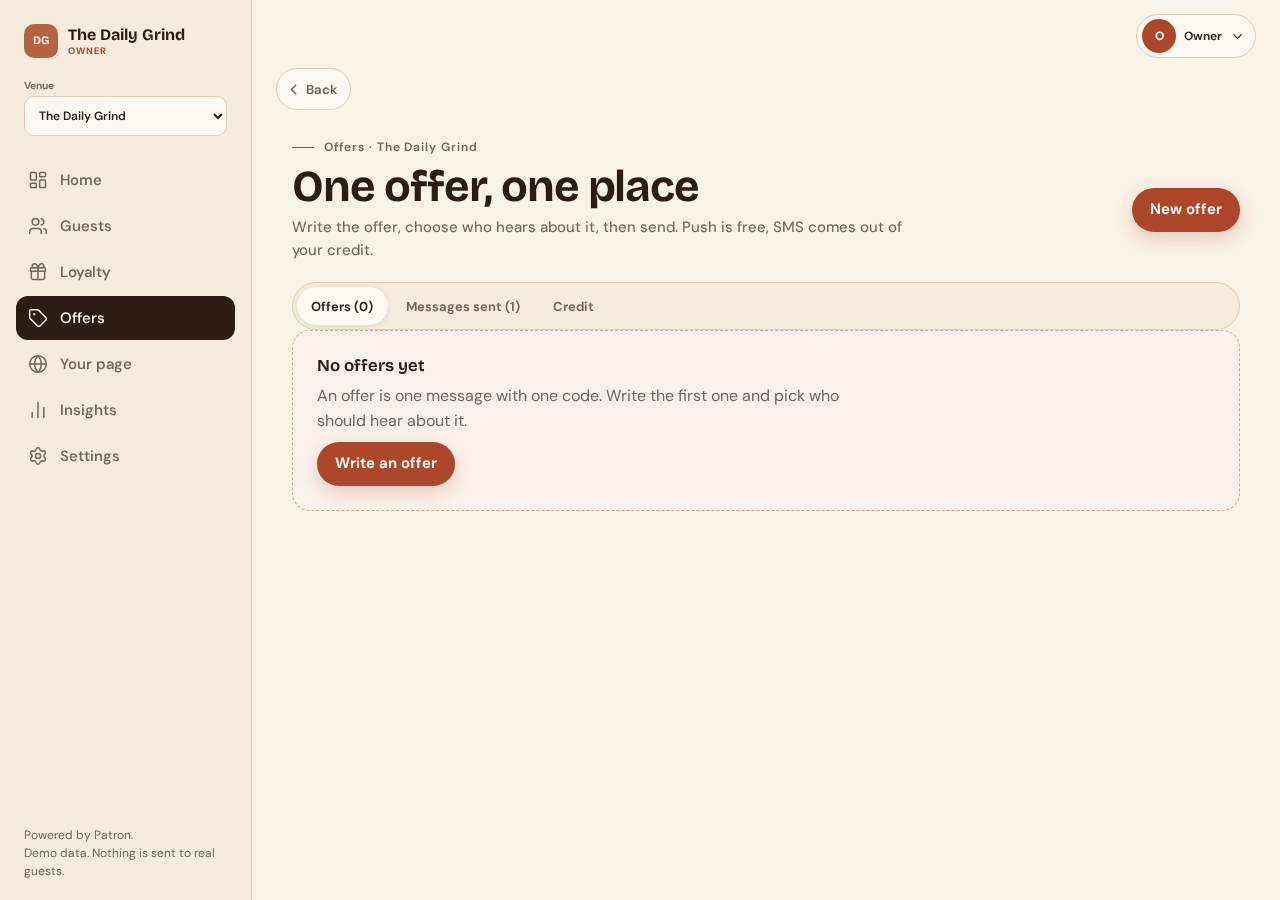 DG
The Daily Grind
OWNER
Venue
The Daily Grind
Home
Guests
Loyalty
Offers
Your page
Insights
Settings
Powered by Patron.
Demo data. Nothing is sent to real
guests.
O
Owner
Back
Offers · The Daily Grind
One offer, one place
Write the offer, choose who hears about it, then send. Push is free, SMS comes out of
your credit.
New offer
Offers (0)
Messages sent (1)
Credit
No offers yet
An offer is one message with one code. Write the first one and pick who
should hear about it.
Write an offer